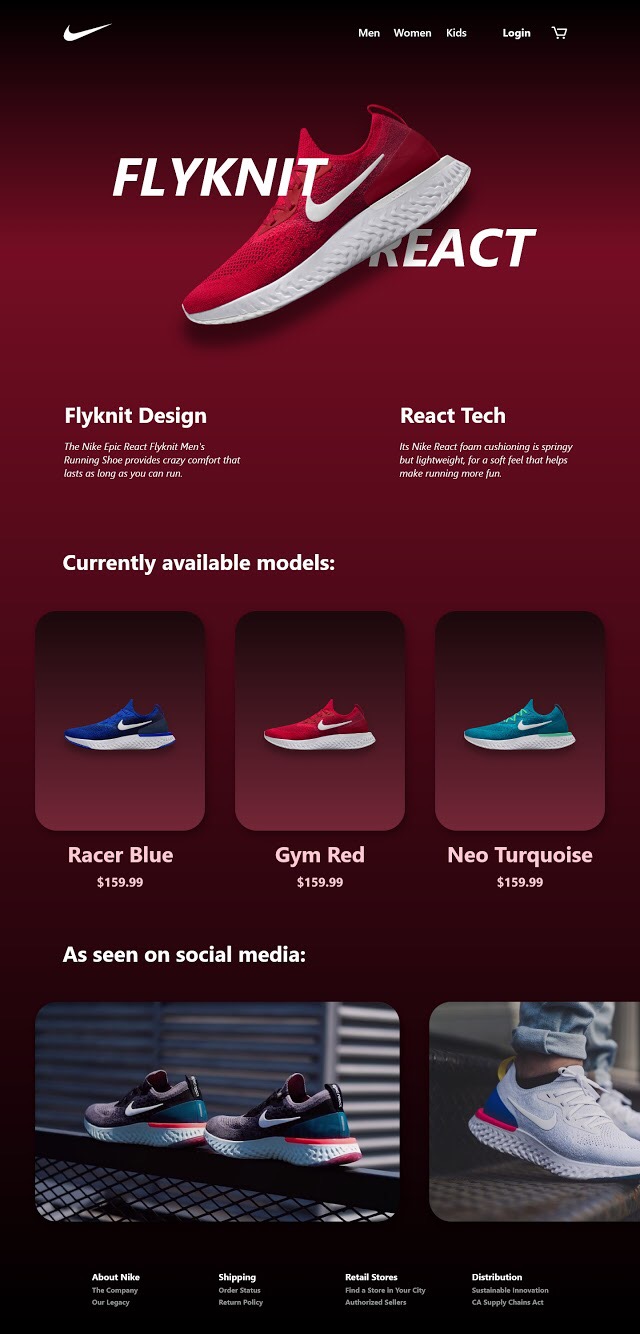 Men Women Kids Login
FLYKNIT
REACT
Flyknit Design
The Nike Epic React Flyknit Men's
Running Shoe provides crazy comfort that
lasts as long as you can run.
React Tech
Its Nike React foam cushioning is springy
but lightweight, for a soft feel that helps
make running more fun.
Currently available models:
Racer Blue
$159.99
Gym Red
$159.99
Neo Turquoise
$159.99
As seen on social media:
About Nike
The Company
Our Legacy
Shipping
Order Status
Return Policy
Retail Stores
Find a Store in Your City
Authorized Sellers
Distribution
Sustainable Innovation
CA Supply Chains Act